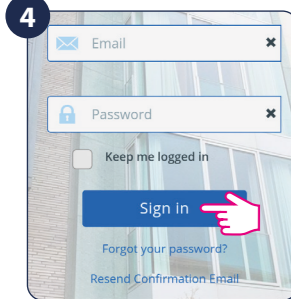 4
Email
Password
Keep me logged in
Sign in
Forgot your password?
Resend Confirmation Email